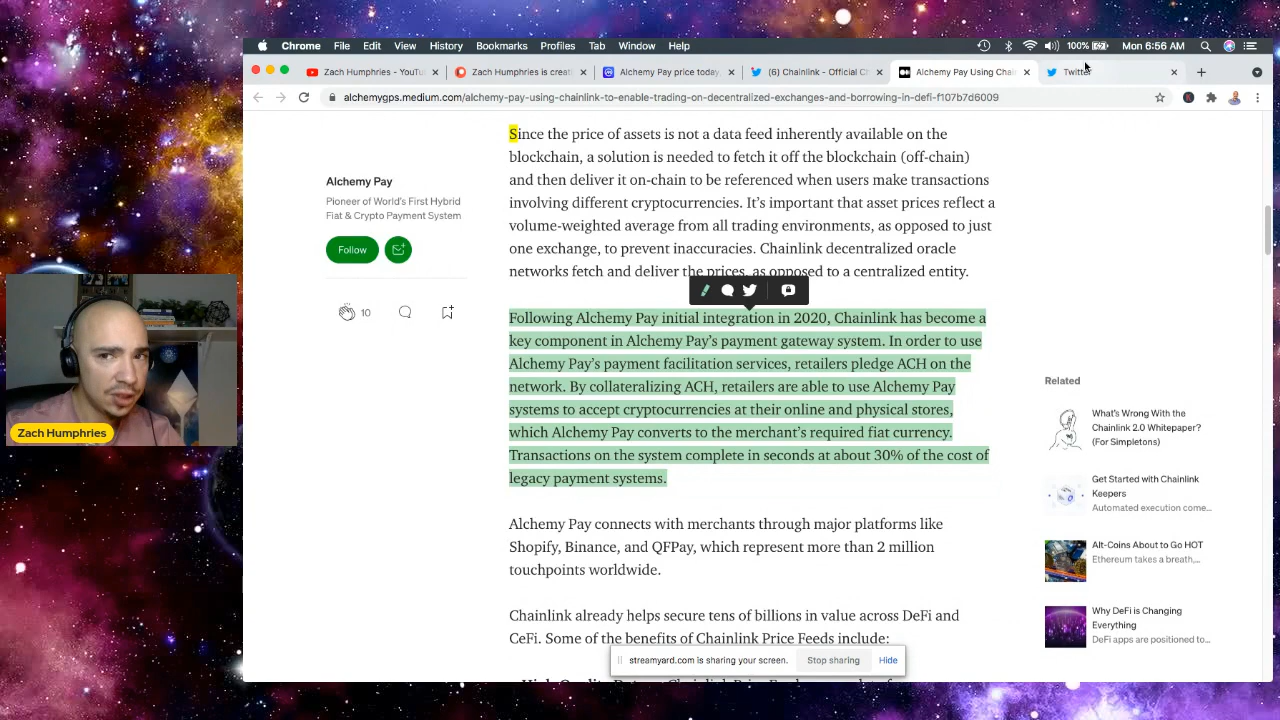 Chrome File Edit View History Bookmarks Profiles Tab Window Help 100% Mon 6:56 AM
Zach Humphries - YouTu
Zach Humphries is creat
Alchemy Pay price today,
(6) Chainlink - Official C
Alchemy Pay Using Chai
Twitter
alchemygps.medium.com/alchemy-pay-using-chainlink-to-enable-trading-on-decentralized-exchanges-and-borrowing-in-defi-f107b7d6009
Alchemy Pay
Pioneer of World's First Hybrid
Fiat & Crypto Payment System
Follow
10
Since the price of assets is not a data feed inherently available on the
blockchain, a solution is needed to fetch it off the blockchain (off-chain)
and then deliver it on-chain to be referenced when users make transactions
involving different cryptocurrencies. It's important that asset prices reflect a
volume-weighted average from all trading environments, as opposed to just
one exchange, to prevent inaccuracies. Chainlink decentralized oracle
networks fetch and deliver the prices, as opposed to a centralized entity.
Following Alchemy Pay initial integration in 2020, Chainlink has become a
key component in Alchemy Pay's payment gateway system. In order to use
Alchemy Pay's payment facilitation services, retailers pledge ACH on the
network. By collateralizing ACH, retailers are able to use Alchemy Pay
systems to accept cryptocurrencies at their online and physical stores,
which Alchemy Pay converts to the merchant's required fiat currency.
Transactions on the system complete in seconds at about 30% of the cost of
legacy payment systems.
Alchemy Pay connects with merchants through major platforms like
Shopify, Binance, and QFPay, which represent more than 2 million
touchpoints worldwide.
Chainlink already helps secure tens of billions in value across DeFi and
CeFi. Some of the benefits of Chainlink Price Feeds include:
Related
What's Wrong With the
Chainlink 2.0 Whitepaper?
(For Simpletons)
Get Started with Chainlink
Keepers
Automated execution come...
Alt-Coins About to Go HOT
Ethereum takes a breath,...
Why DeFi is Changing
Everything
DeFi apps are positioned to...
streamyard.com is sharing your screen. Stop sharing Hide
Zach Humphries